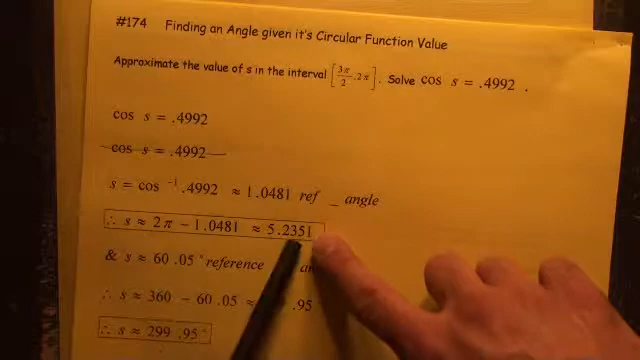 #174 Finding an Angle given it's Circular Function Value
Approximate the value of s in the interval [3π/2, 2π]. Solve cos s = .4992 .
cos s = .4992
cos s = .4992
s = cos⁻¹ .4992 ≈ 1.0481 ref _ angle
∴ s ≈ 2π − 1.0481 ≈ 5.2351
& s ≈ 60.05° reference
∴ s ≈ 360 − 60.05 ≈ .95
∴ s ≈ 299.95°